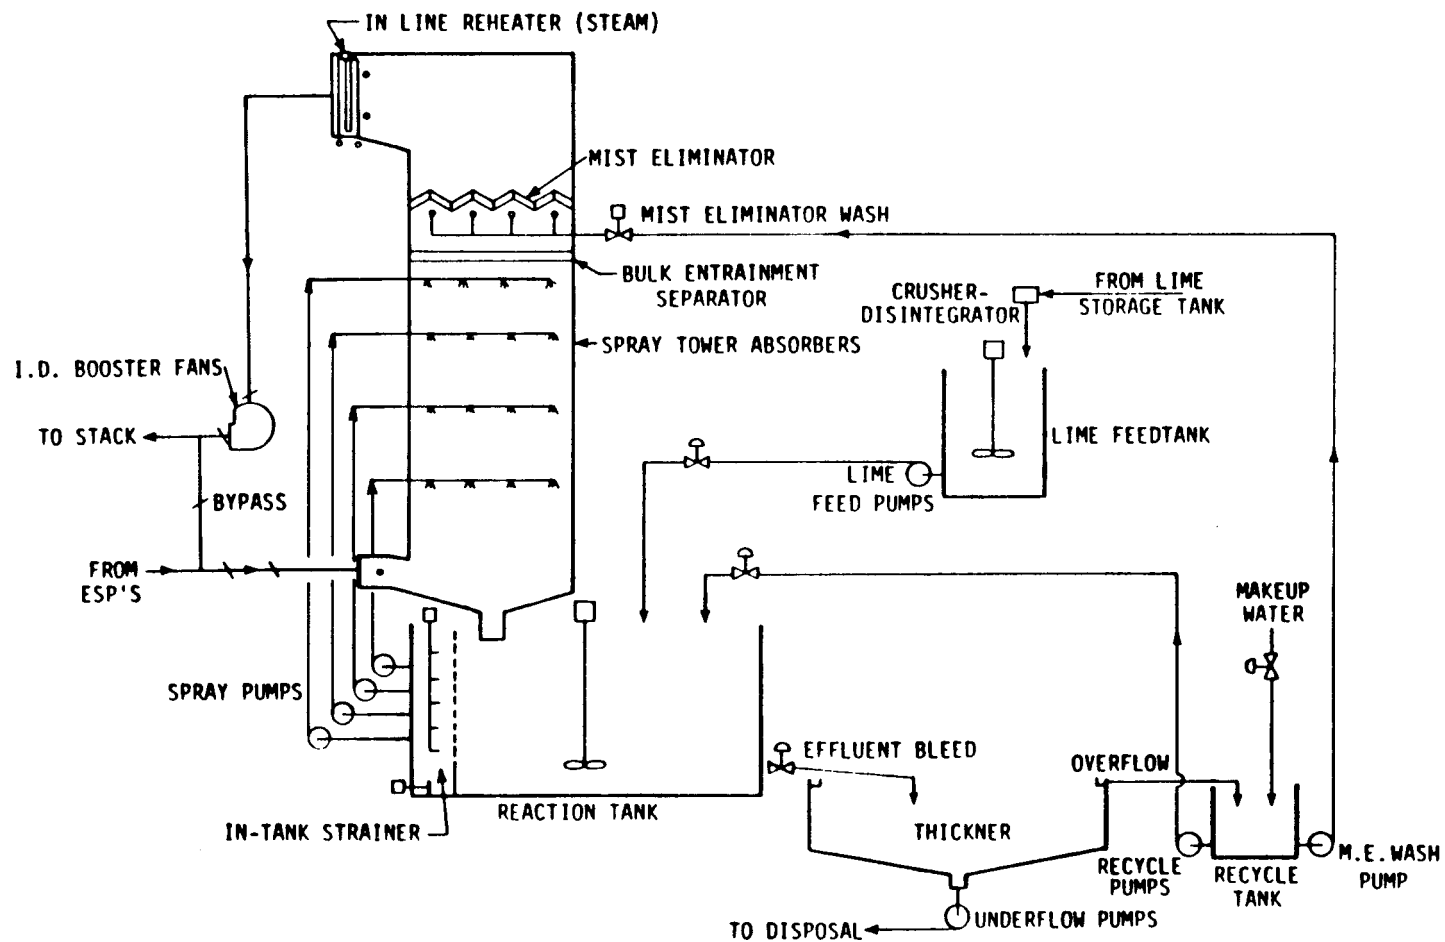 IN LINE REHEATER (STEAM)
MIST ELIMINATOR
MIST ELIMINATOR WASH
BULK ENTRAINMENT
SEPARATOR
CRUSHER-
DISINTEGRATOR
FROM LIME
STORAGE TANK
SPRAY TOWER ABSORBERS
I.D. BOOSTER FANS
TO STACK
LIME FEEDTANK
LIME
FEED PUMPS
BYPASS
FROM
ESP'S
MAKEUP
WATER
SPRAY PUMPS
EFFLUENT BLEED
OVERFLOW
REACTION TANK
IN-TANK STRAINER
THICKNER
RECYCLE
PUMPS
RECYCLE
TANK
M.E. WASH
PUMP
UNDERFLOW PUMPS
TO DISPOSAL